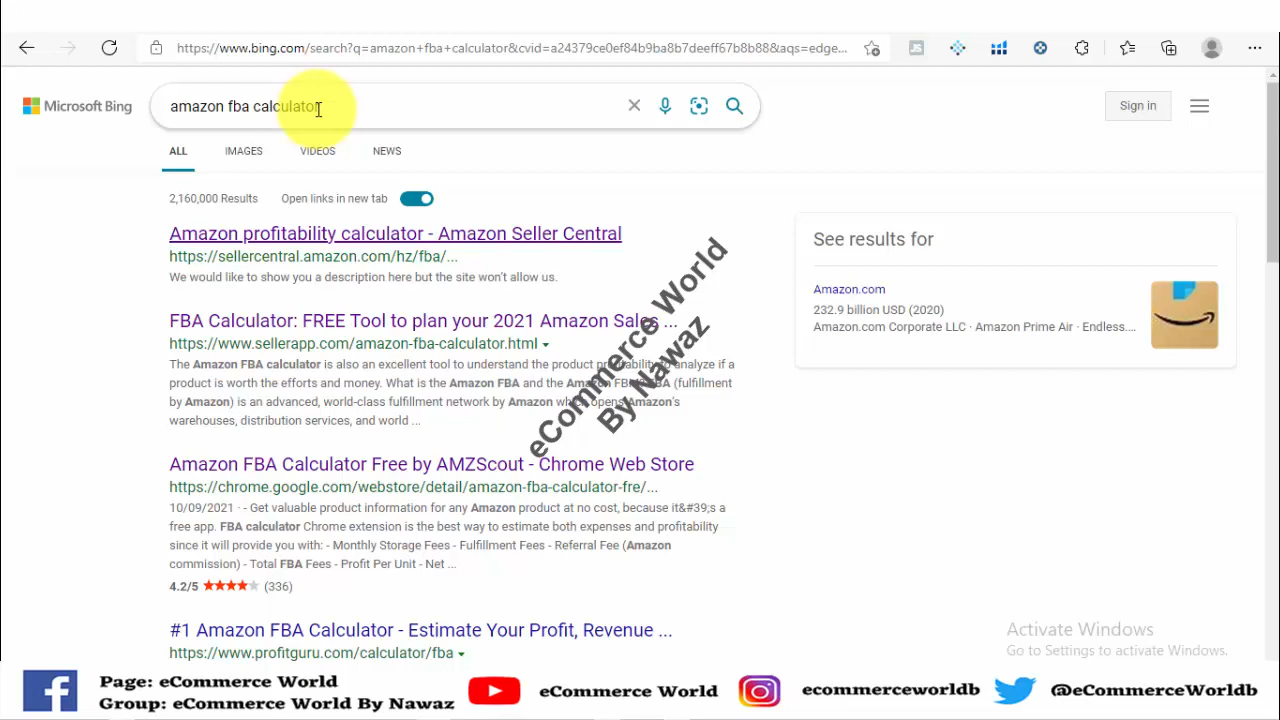 https://www.bing.com/search?q=amazon+fba+calculator&cvid=a24379ce0ef84b9ba8b7deeff67b8b88&aqs=edge...
Microsoft Bing
amazon fba calculator
Sign in
ALL
IMAGES
VIDEOS
NEWS
2,160,000 Results
Open links in new tab
Amazon profitability calculator - Amazon Seller Central
https://sellercentral.amazon.com/hz/fba/...
We would like to show you a description here but the site won't allow us.
FBA Calculator: FREE Tool to plan your 2021 Amazon Sales ...
https://www.sellerapp.com/amazon-fba-calculator.html
The Amazon FBA calculator is also an excellent tool to understand the product profitability to analyze if a
product is worth the efforts and money. What is the Amazon FBA and the Amazon FBA (fulfillment
by Amazon) is an advanced, world-class fulfillment network by Amazon which opens Amazon's
warehouses, distribution services, and world ...
Amazon FBA Calculator Free by AMZScout - Chrome Web Store
https://chrome.google.com/webstore/detail/amazon-fba-calculator-fre/...
10/09/2021 · - Get valuable product information for any Amazon product at no cost, because it&#39;s a
free app. FBA calculator Chrome extension is the best way to estimate both expenses and profitability
since it will provide you with: - Monthly Storage Fees - Fulfillment Fees - Referral Fee (Amazon
commission) - Total FBA Fees - Profit Per Unit - Net ...
4.2/5
(336)
#1 Amazon FBA Calculator - Estimate Your Profit, Revenue ...
https://www.profitguru.com/calculator/fba
See results for
Amazon.com
232.9 billion USD (2020)
Amazon.com Corporate LLC · Amazon Prime Air · Endless....
eCommerce World
By Nawaz
Activate Windows
Go to Settings to activate Windows.
Page: eCommerce World
Group: eCommerce World By Nawaz
eCommerce World
ecommerceworldb
@eCommerceWorldb